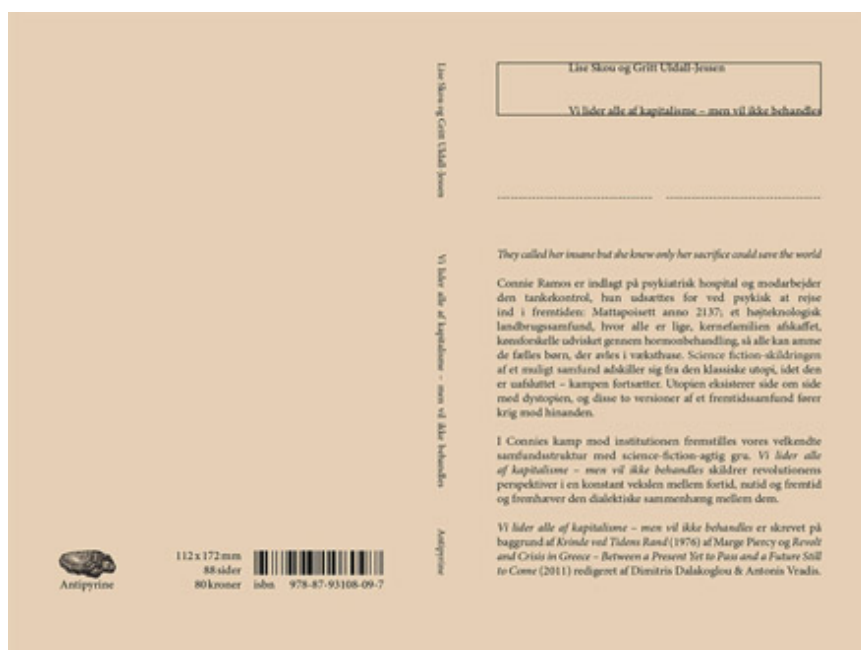 Lise Skou og Gritt Uldall-Jessen
Vi lider alle af kapitalisme – men vil ikke behandles
They called her insane but she knew only her sacrifice could save the world
Connie Ramos er indlagt på psykiatrisk hospital og modarbejder
den tankekontrol, hun udsættes for ved psykisk at rejse
ind i fremtiden: Mattapoisett anno 2137; et højteknologisk
landbrugssamfund, hvor alle er lige, kernefamilien afskaffet,
kønsforskelle udvisket gennem hormonbehandling, så alle kan amme
de fælles børn, der avles i væksthuse. Science fiction-skildringen
af et muligt samfund adskiller sig fra den klassiske utopi, idet den
er uafsluttet – kampen fortsætter. Utopien eksisterer side om side
med dystopien, og disse to versioner af et fremtidssamfund fører
krig mod hinanden.
I Connies kamp mod institutionen fremstilles vores velkendte
samfundsstruktur med science-fiction-agtig gru. Vi lider alle
af kapitalisme – men vil ikke behandles skildrer revolutionens
perspektiver i en konstant vekslen mellem fortid, nutid og fremtid
og fremhæver den dialektiske sammenhæng mellem dem.
Vi lider alle af kapitalisme – men vil ikke behandles er skrevet på
baggrund af Kvinde ved Tidens Rand (1976) af Marge Piercy og Revolt
and Crisis in Greece – Between a Present Yet to Pass and a Future Still
to Come (2011) redigeret af Dimitris Dalakoglou & Antonis Vradis.
Lise Skou og Gritt Uldall-Jessen
Vi lider alle af kapitalisme – men vil ikke behandles
Antipyrine
Antipyrine
112 x 172 mm
88 sider
80 kroner
isbn 978-87-93108-09-7